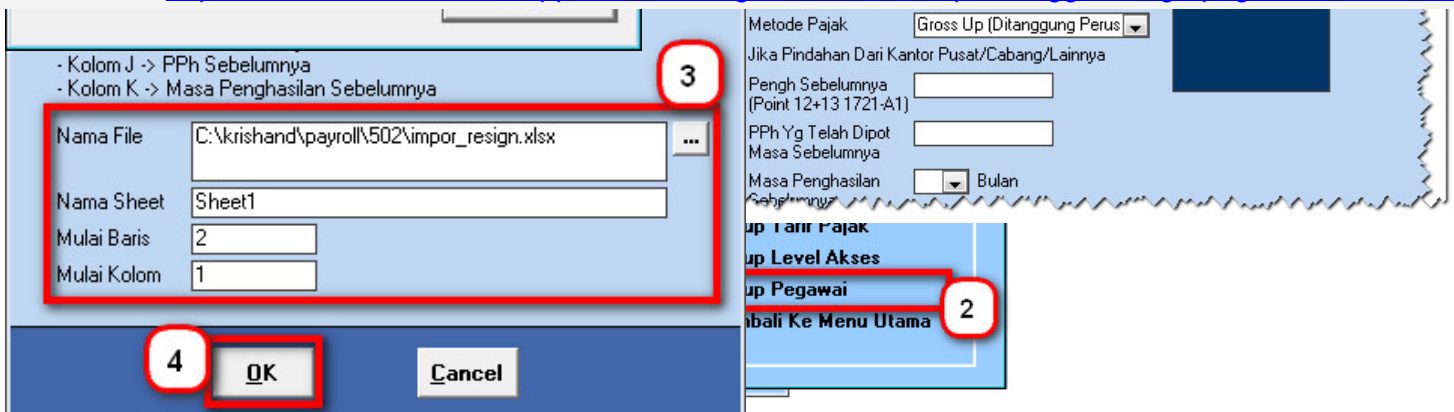 - Kolom J -> PPh Sebelumnya
- Kolom K -> Masa Penghasilan Sebelumnya
3
Nama File
C:\krishand\payroll\502\impor_resign.xlsx
...
Nama Sheet
Sheet1
Mulai Baris
2
Mulai Kolom
1
4
OK
Cancel
Metode Pajak
Gross Up (Ditanggung Perus
Jika Pindahan Dari Kantor Pusat/Cabang/Lainnya
Pengh Sebelumnya
(Point 12+13 1721-A1)
PPh Yg Telah Dipot
Masa Sebelumnya
Masa Penghasilan
Bulan
Sebelumnya
up Tarif Pajak
up Level Akses
up Pegawai
2
nbali Ke Menu Utama